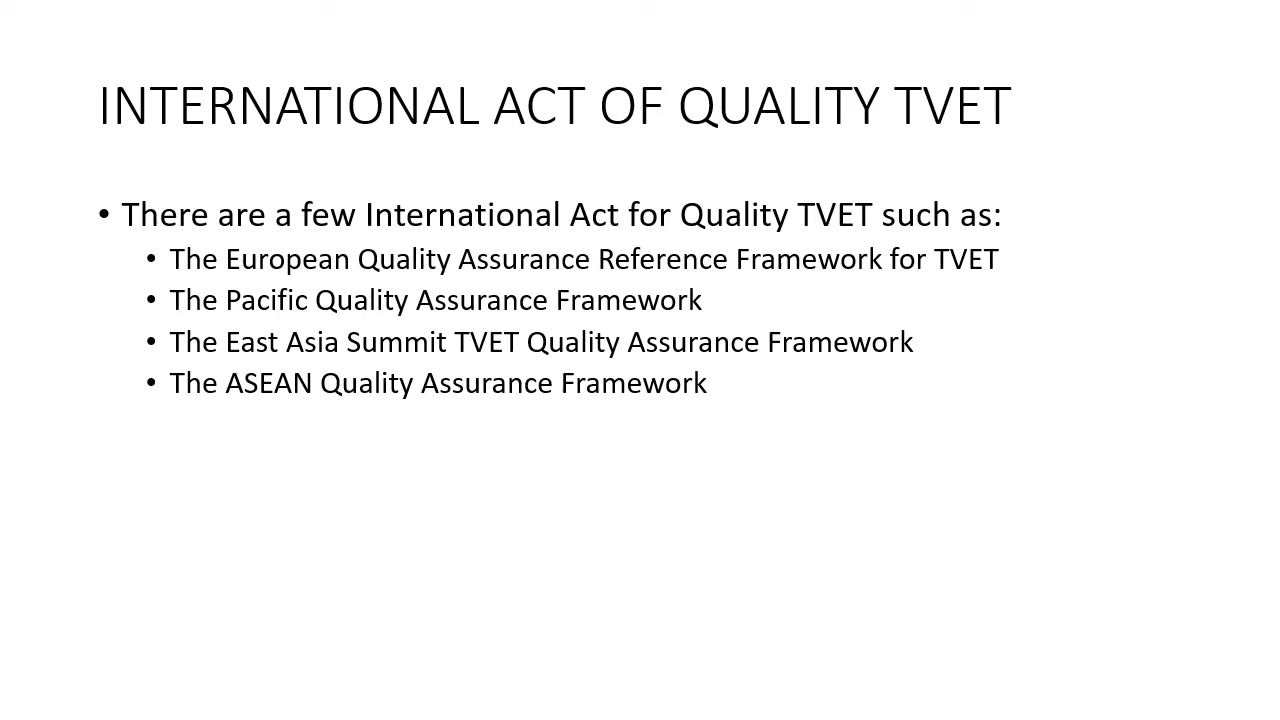 INTERNATIONAL ACT OF QUALITY TVET
• There are a few International Act for Quality TVET such as:
• The European Quality Assurance Reference Framework for TVET
• The Pacific Quality Assurance Framework
• The East Asia Summit TVET Quality Assurance Framework
• The ASEAN Quality Assurance Framework